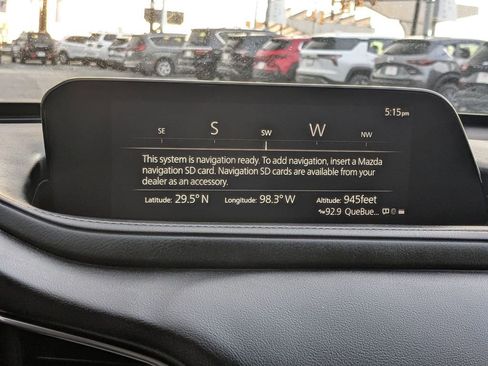 5:15pm
SE S SW W NW
This system is navigation ready. To add navigation, insert a Mazda
navigation SD card. Navigation SD cards are available from your
dealer as an accessory.
Latitude: 29.5° N Longitude: 98.3° W Altitude: 945feet
92.9 QueBue...